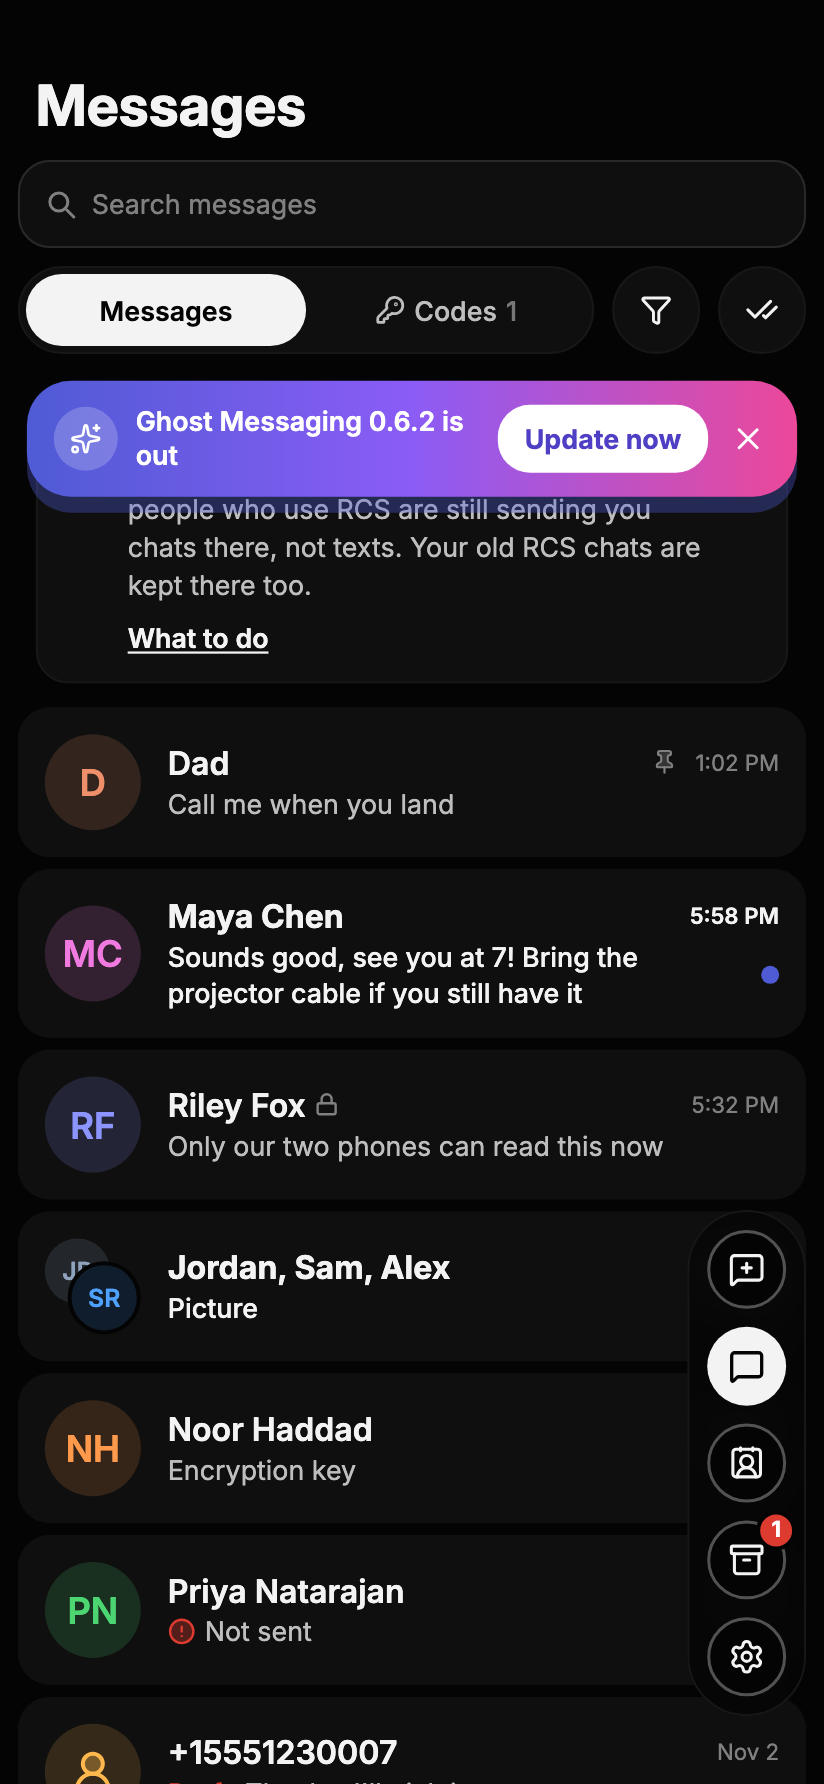 Messages
Search messages
Messages
Codes 1
Ghost Messaging 0.6.2 is
out
Update now
people who use RCS are still sending you
chats there, not texts. Your old RCS chats are
kept there too.
What to do
D
Dad
1:02 PM
Call me when you land
MC
Maya Chen
5:58 PM
Sounds good, see you at 7! Bring the
projector cable if you still have it
RF
Riley Fox
5:32 PM
Only our two phones can read this now
SR
Jordan, Sam, Alex
Picture
NH
Noor Haddad
Encryption key
1
PN
Priya Natarajan
Not sent
+15551230007
Nov 2